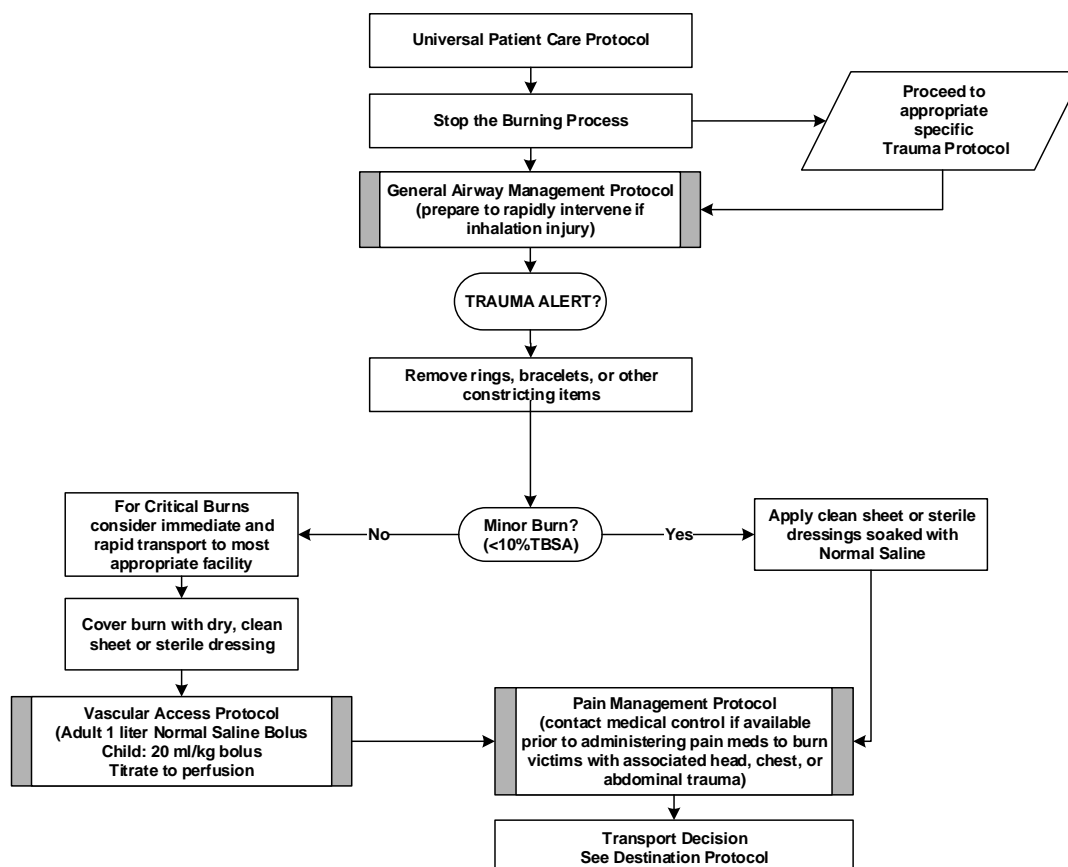 Universal Patient Care Protocol
Stop the Burning Process
Proceed to
appropriate
specific
Trauma Protocol
General Airway Management Protocol
(prepare to rapidly intervene if
inhalation injury)
TRAUMA ALERT?
Remove rings, bracelets, or other
constricting items
Minor Burn?
(<10%TBSA)
No
Yes
For Critical Burns
consider immediate and
rapid transport to most
appropriate facility
Apply clean sheet or sterile
dressings soaked with
Normal Saline
Cover burn with dry, clean
sheet or sterile dressing
Vascular Access Protocol
(Adult 1 liter Normal Saline Bolus
Child: 20 ml/kg bolus
Titrate to perfusion
Pain Management Protocol
(contact medical control if available
prior to administering pain meds to burn
victims with associated head, chest, or
abdominal trauma)
Transport Decision
See Destination Protocol